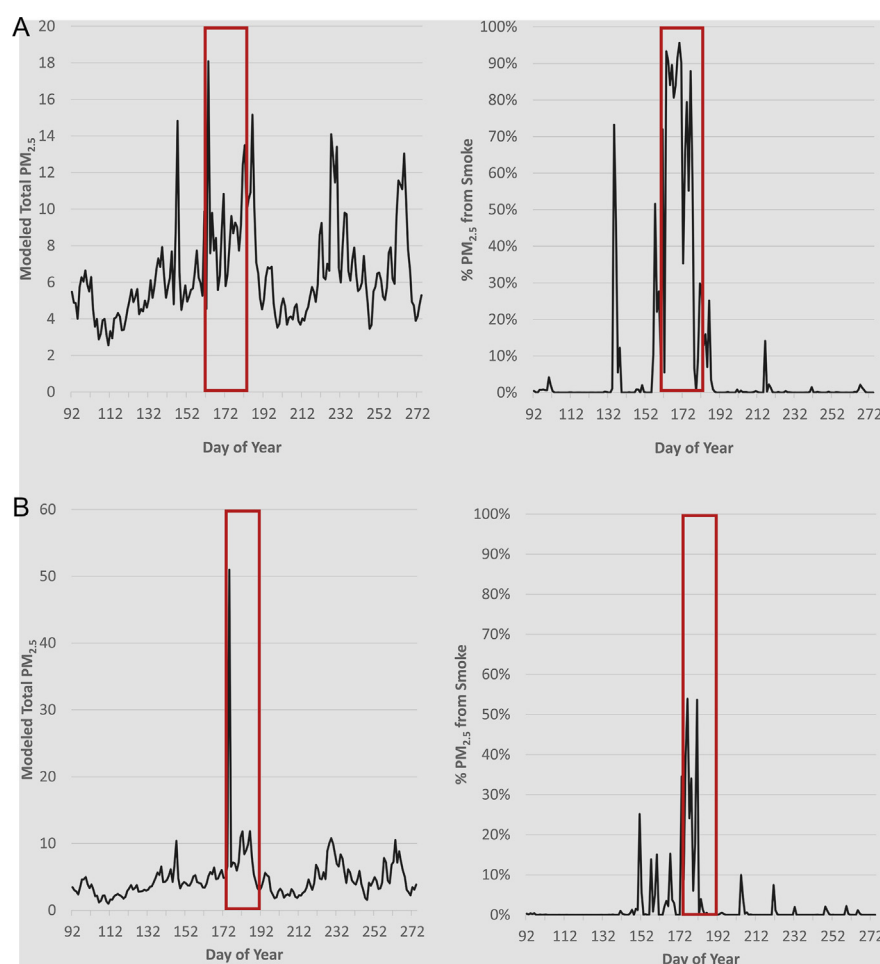 A
Modeled Total PM2.5
20
18
16
14
12
10
8
6
4
2
0
92 112 132 152 172 192 212 232 252 272
Day of Year
% PM2.5 from Smoke
100%
90%
80%
70%
60%
50%
40%
30%
20%
10%
0%
92 112 132 152 172 192 212 232 252 272
Day of Year
B
Modeled Total PM2.5
60
50
40
30
20
10
0
92 112 132 152 172 192 212 232 252 272
Day of Year
% PM2.5 from Smoke
100%
90%
80%
70%
60%
50%
40%
30%
20%
10%
0%
92 112 132 152 172 192 212 232 252 272
Day of Year